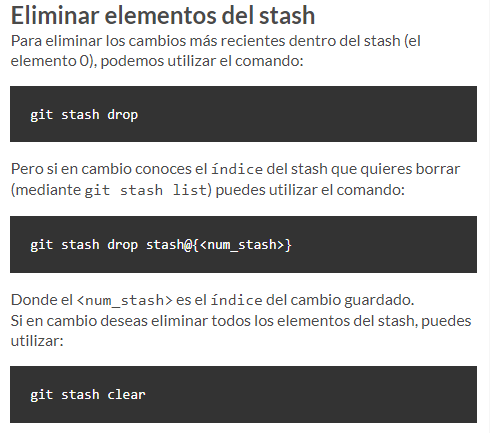 Eliminar elementos del stash
Para eliminar los cambios más recientes dentro del stash (el
elemento 0), podemos utilizar el comando:
git stash drop
Pero si en cambio conoces el índice del stash que quieres borrar
(mediante git stash list) puedes utilizar el comando:
git stash drop stash@{<num_stash>}
Donde el <num_stash> es el índice del cambio guardado.
Si en cambio deseas eliminar todos los elementos del stash, puedes
utilizar:
git stash clear